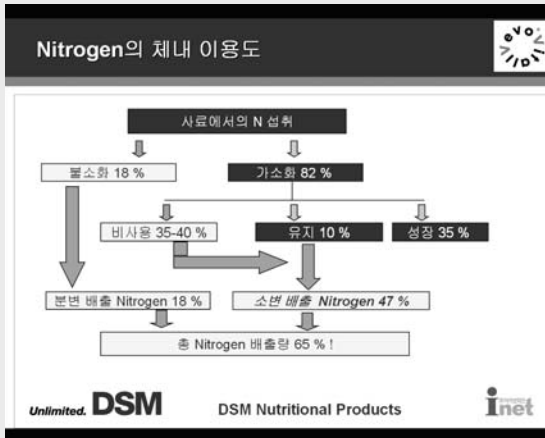 Nitrogen의 체내 이용도
evo
vital
사료에서의 N 섭취
불소화 18 %
가소화 82 %
비사용 35-40 %
유지 10 %
성장 35 %
분변 배출 Nitrogen 18 %
소변 배출 Nitrogen 47 %
총 Nitrogen 배출량 65 % !
Unlimited. DSM
DSM Nutritional Products
inet